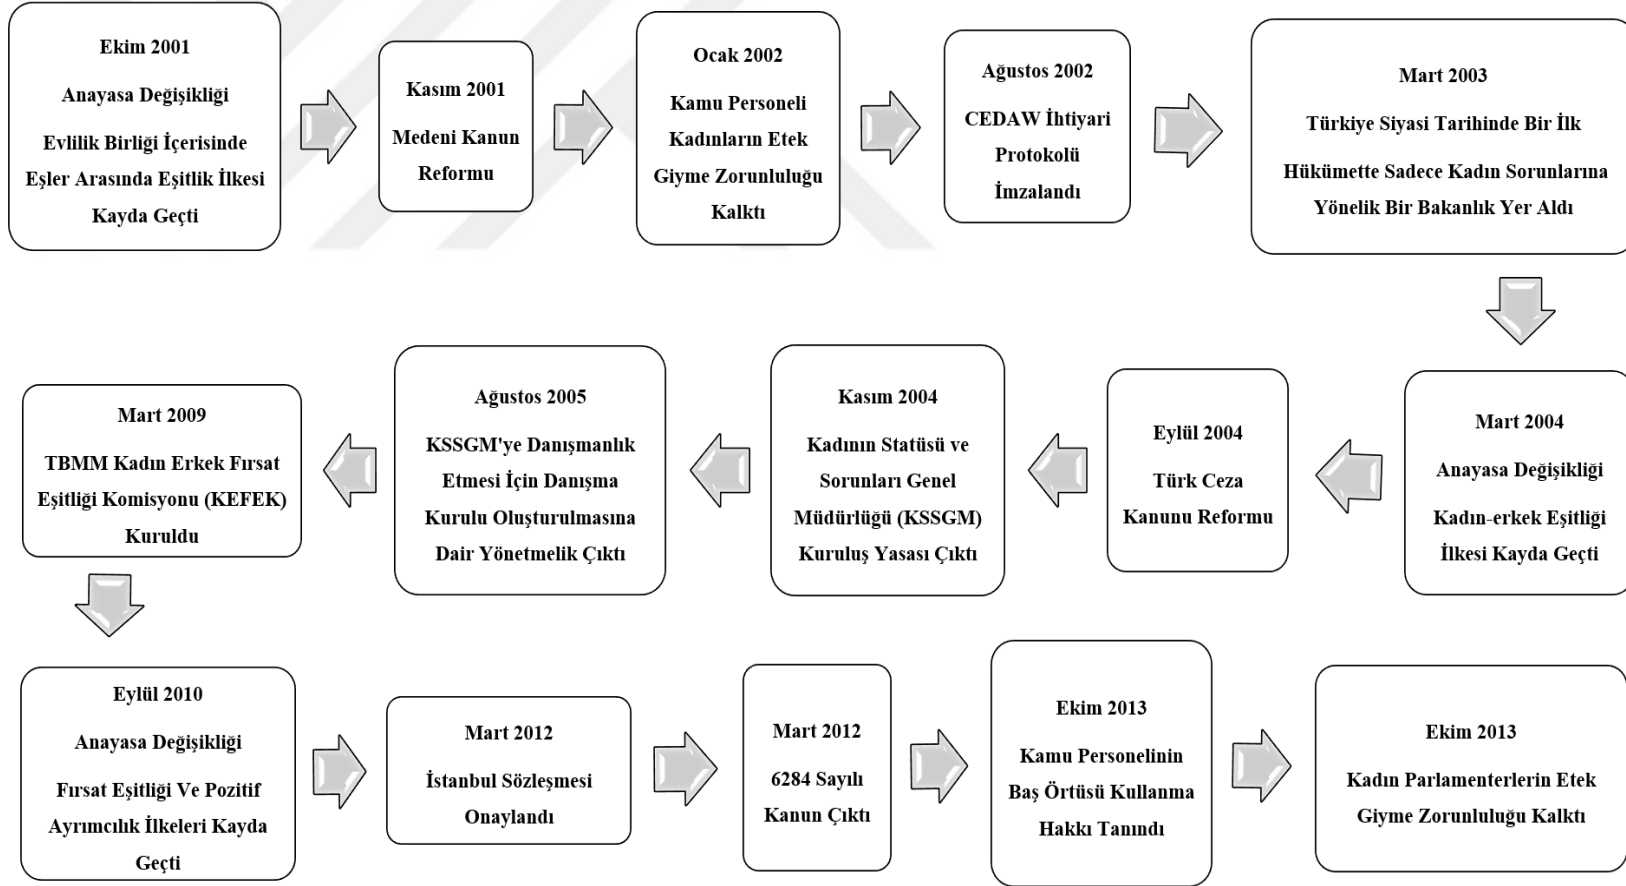 Ekim 2001
Anayasa Değişikliği
Evlilik Birliği İçerisinde
Eşler Arasında Eşitlik İlkesi
Kayda Geçti
Kasım 2001
Medeni Kanun
Reformu
Ocak 2002
Kamu Personeli
Kadınların Etek
Giyme Zorunluluğu
Kalktı
Ağustos 2002
CEDAW İhtiyari
Protokolü
İmzalandı
Mart 2003
Türkiye Siyasi Tarihinde Bir İlk
Hükümette Sadece Kadın Sorunlarına
Yönelik Bir Bakanlık Yer Aldı
Mart 2004
Anayasa Değişikliği
Kadın-erkek Eşitliği
İlkesi Kayda Geçti
Eylül 2004
Türk Ceza
Kanunu Reformu
Kasım 2004
Kadının Statüsü ve
Sorunları Genel
Müdürlüğü (KSSGM)
Kuruluş Yasası Çıktı
Ağustos 2005
KSSGM'ye Danışmanlık
Etmesi İçin Danışma
Kurulu Oluşturulmasına
Dair Yönetmelik Çıktı
Mart 2009
TBMM Kadın Erkek Fırsat
Eşitliği Komisyonu (KEFEK)
Kuruldu
Eylül 2010
Anayasa Değişikliği
Fırsat Eşitliği Ve Pozitif
Ayrımcılık İlkeleri Kayda
Geçti
Mart 2012
İstanbul Sözleşmesi
Onaylandı
Mart 2012
6284 Sayılı
Kanun Çıktı
Ekim 2013
Kamu Personelinin
Baş Örtüsü Kullanma
Hakkı Tanındı
Ekim 2013
Kadın Parlamenterlerin Etek
Giyme Zorunluluğu Kalktı